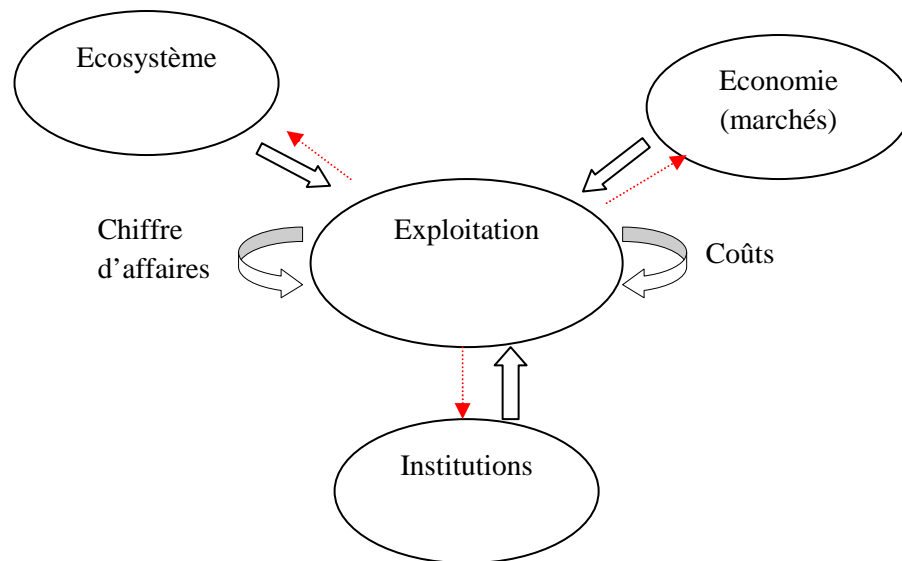 Ecosystème
Economie
(marchés)
Chiffre
d’affaires
Exploitation
Coûts
Institutions